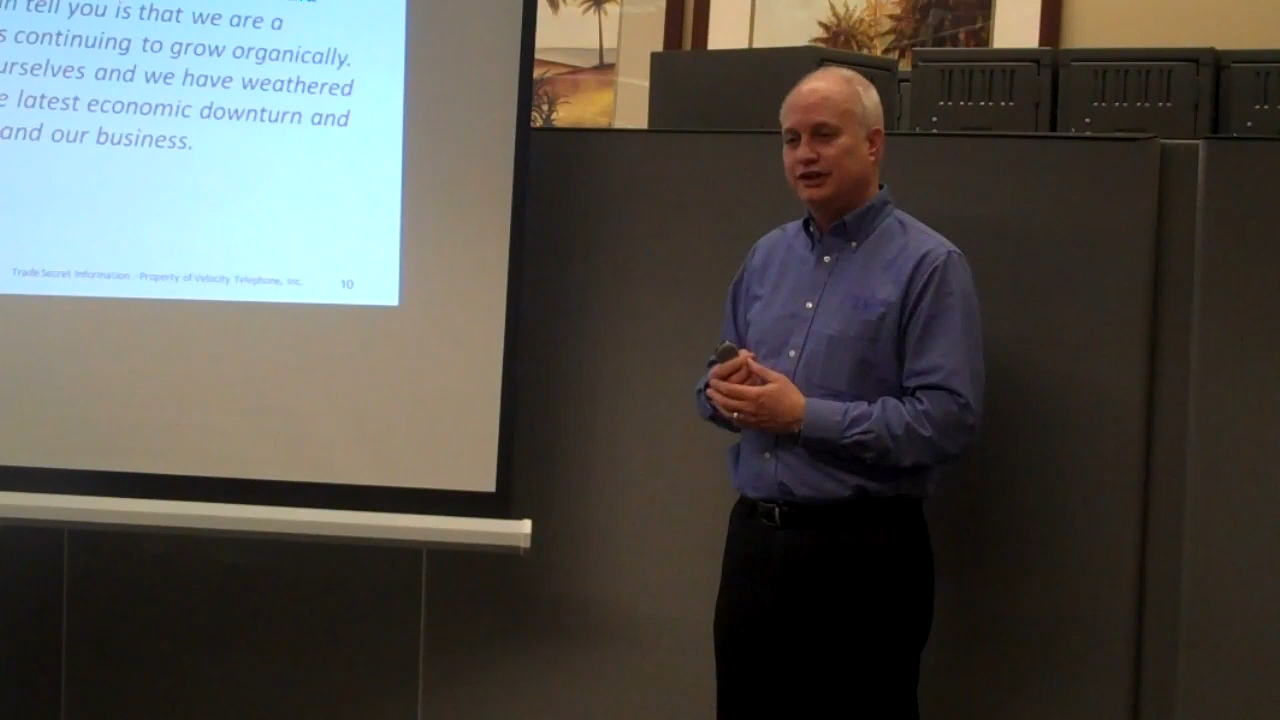 tell you is that we are a
continuing to grow organically.
and we have weathered
latest economic downturn and
and our business.
Trade Secret Information Property of Velocity Telephone, Inc. 10